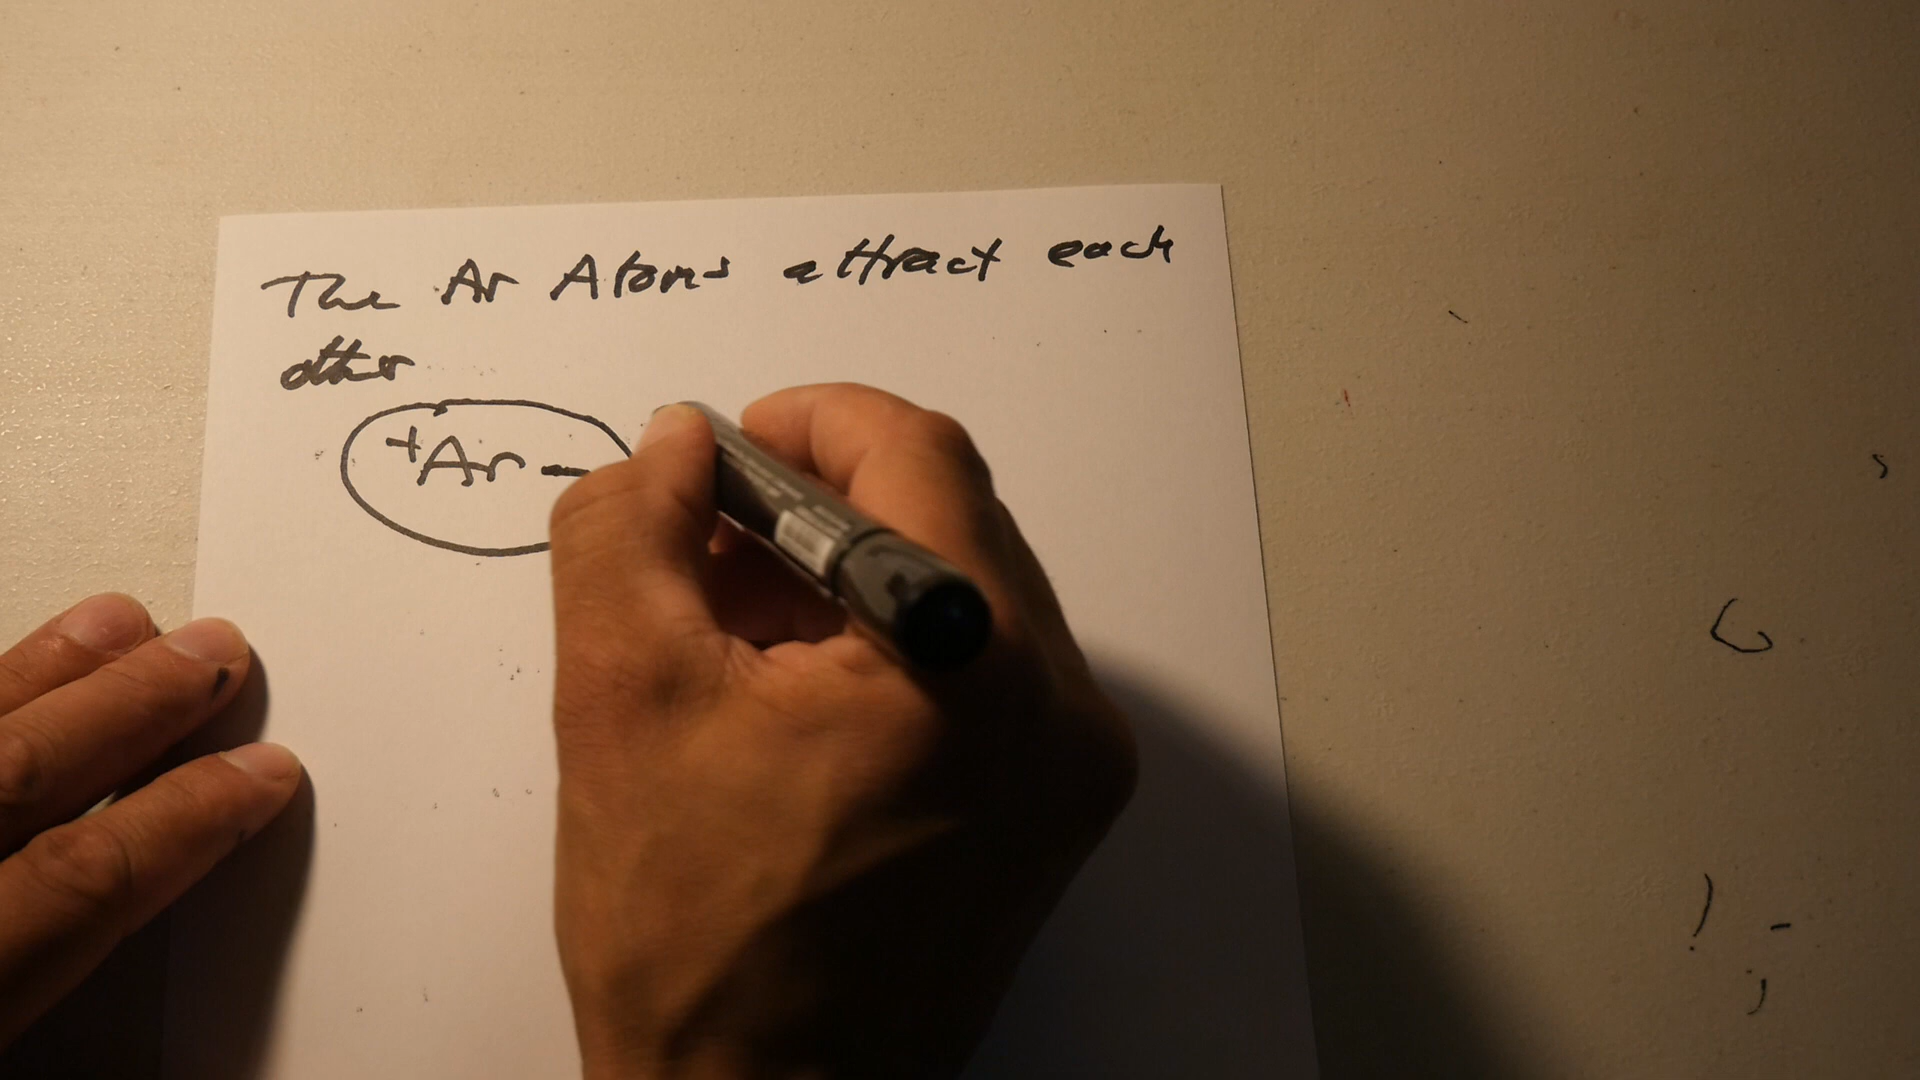 The Ar Atoms attract each
other
+Ar -